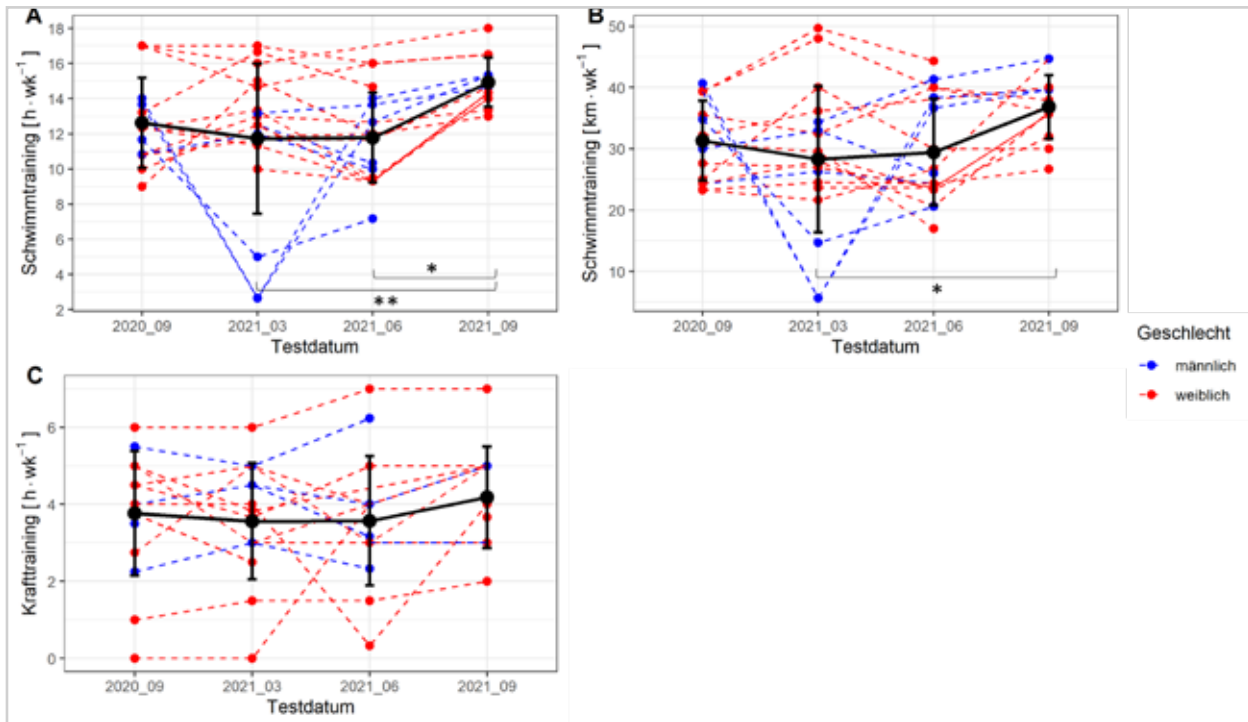 A
Schwimmtraining [ h · wk⁻¹ ]
18
16
14
12
10
8
6
4
2
*
**
2020_09 2021_03 2021_06 2021_09
Testdatum
B
Schwimmtraining [ km · wk⁻¹ ]
50
40
30
20
10
*
2020_09 2021_03 2021_06 2021_09
Testdatum
Geschlecht
männlich
weiblich
C
Krafttraining [ h · wk⁻¹ ]
6
4
2
0
2020_09 2021_03 2021_06 2021_09
Testdatum